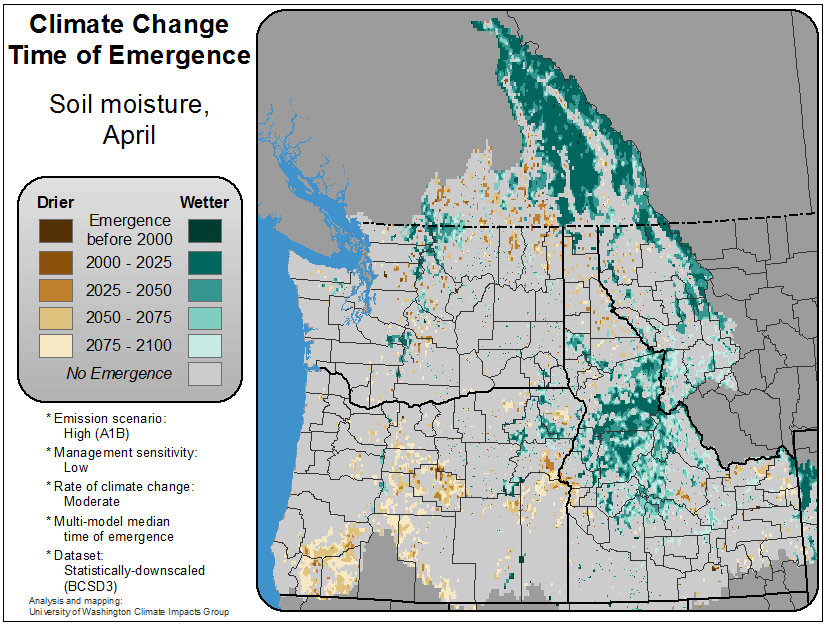 Climate Change
Time of Emergence
Soil moisture,
April
Drier
Wetter
Emergence
before 2000
2000 - 2025
2025 - 2050
2050 - 2075
2075 - 2100
No Emergence
* Emission scenario:
High (A1B)
* Management sensitivity:
Low
* Rate of climate change:
Moderate
* Multi-model median
time of emergence
* Dataset:
Statistically-downscaled
(BCSD3)
Analysis and mapping:
University of Washington Climate Impacts Group